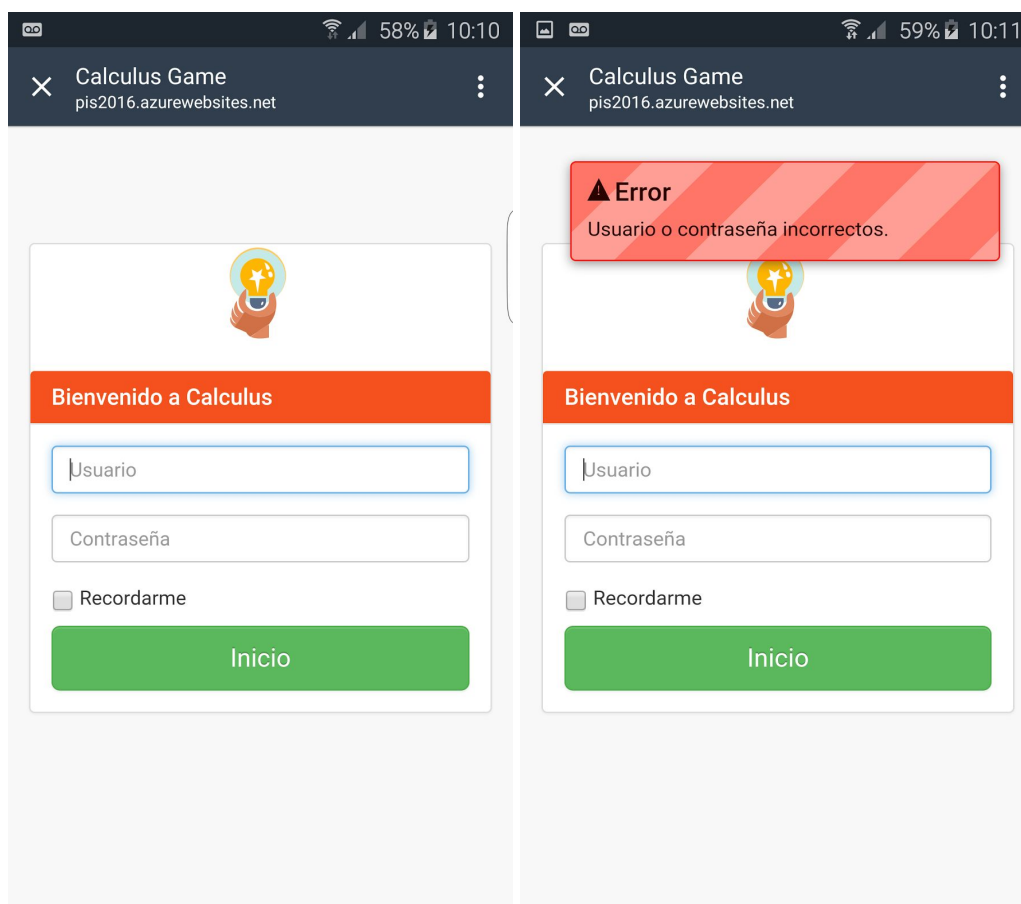 58% 10:10
Calculus Game
pis2016.azurewebsites.net
Bienvenido a Calculus
Usuario
Contraseña
Recordarme
Inicio
59% 10:11
Calculus Game
pis2016.azurewebsites.net
Error
Usuario o contraseña incorrectos.
Bienvenido a Calculus
Usuario
Contraseña
Recordarme
Inicio